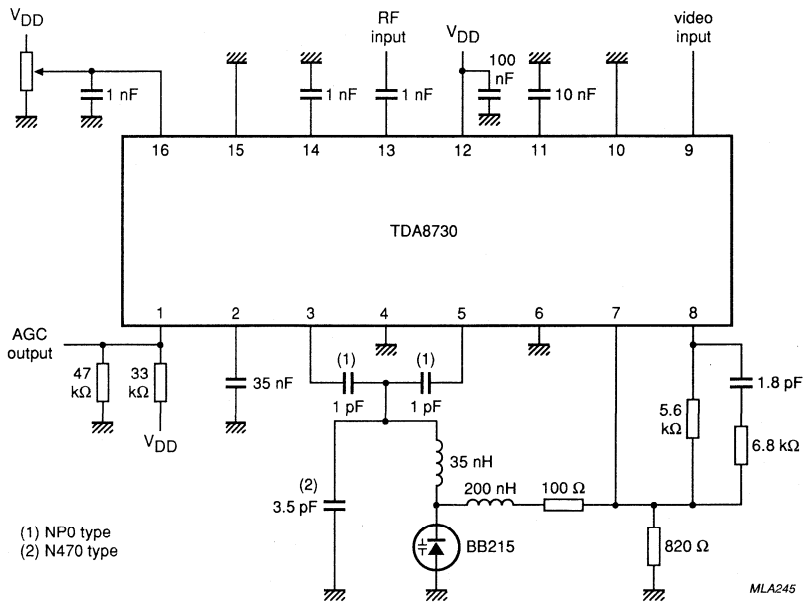 VDD
RF
input
VDD
video
input
100
nF
1 nF
1 nF
1 nF
10 nF
16
15
14
13
12
11
10
9
TDA8730
1
2
3
4
5
6
7
8
AGC
output
47
kΩ
33
kΩ
VDD
35 nF
(1)
1 pF
(1)
1 pF
1.8 pF
5.6
kΩ
6.8 kΩ
35 nH
200 nH
100 Ω
(2)
3.5 pF
BB215
820 Ω
(1) NP0 type
(2) N470 type
MLA245